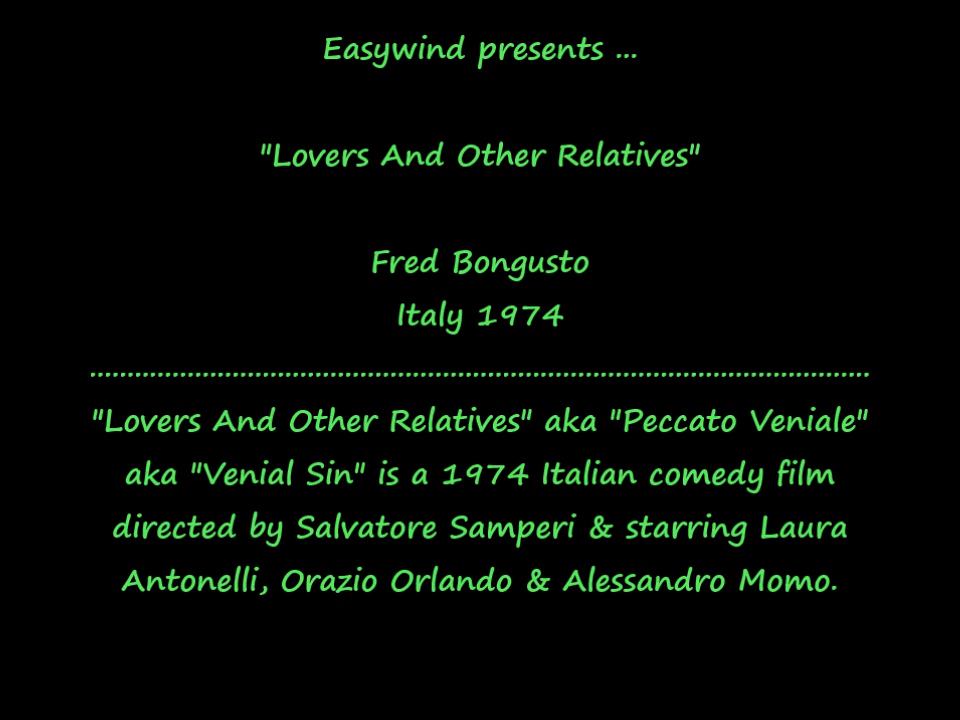 Easywind presents ...
"Lovers And Other Relatives"
Fred Bongusto
Italy 1974
................................................................................................
"Lovers And Other Relatives" aka "Peccato Veniale"
aka "Venial Sin" is a 1974 Italian comedy film
directed by Salvatore Samperi & starring Laura
Antonelli, Orazio Orlando & Alessandro Momo.